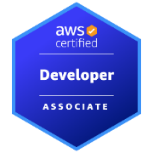 aws
certified
Developer
ASSOCIATE